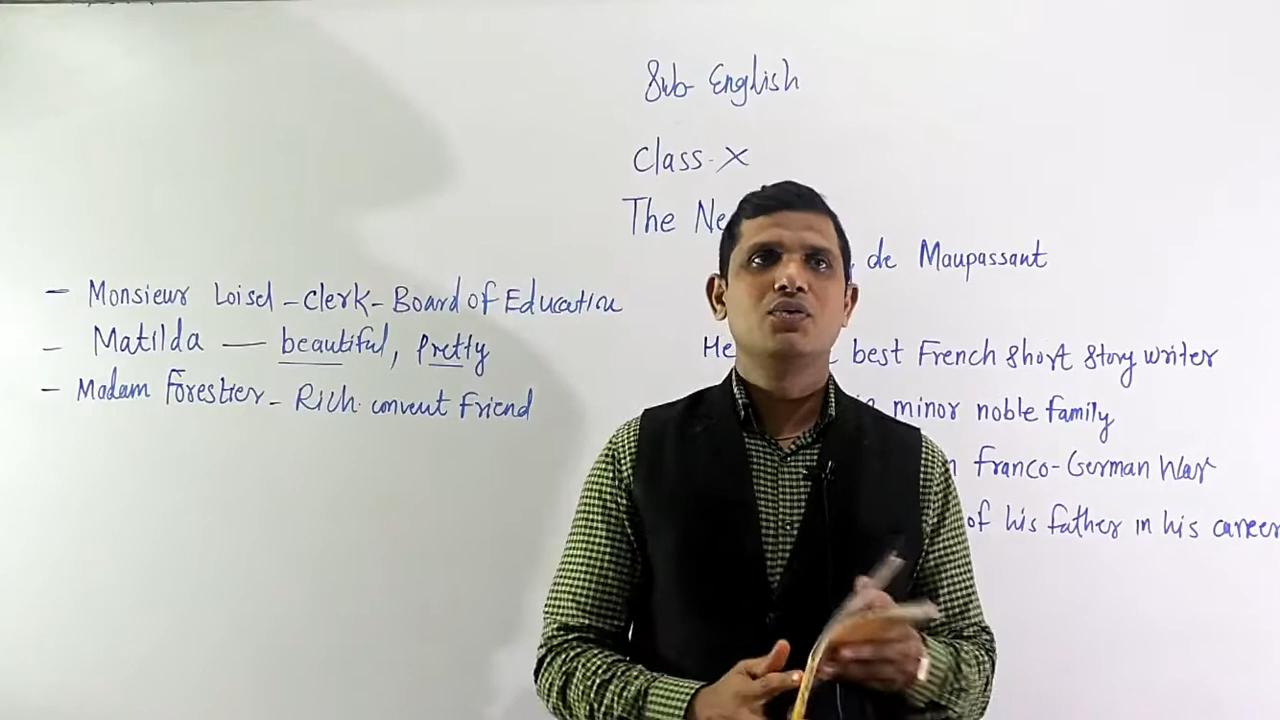 Sub- English
Class- X
The Ne
de Maupassant
- Monsieur Loisel - clerk - Board of Education
- Matilda — beautiful, Pretty
- Madam Forestier - Rich convent Friend
He best French short story writer
in minor noble family
n Franco-German War
of his father in his career